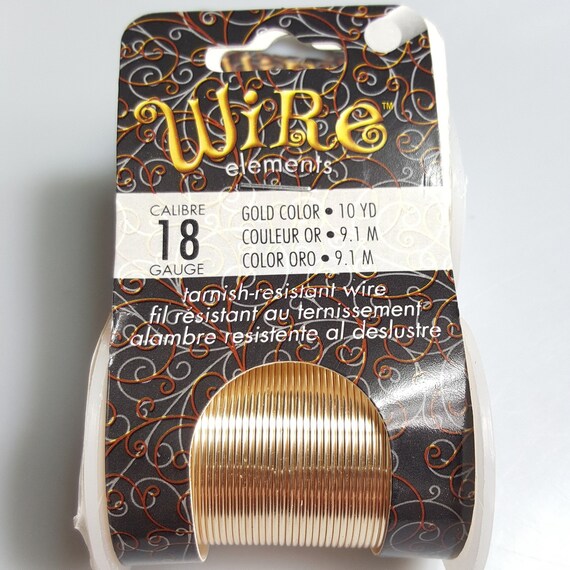 WiRe™
elements
CALIBRE
18
GAUGE
GOLD COLOR • 10 YD
COULEUR OR • 9.1 M
COLOR ORO • 9.1 M
tarnish-resistant wire
fil résistant au ternissement
alambre resistente al deslustre